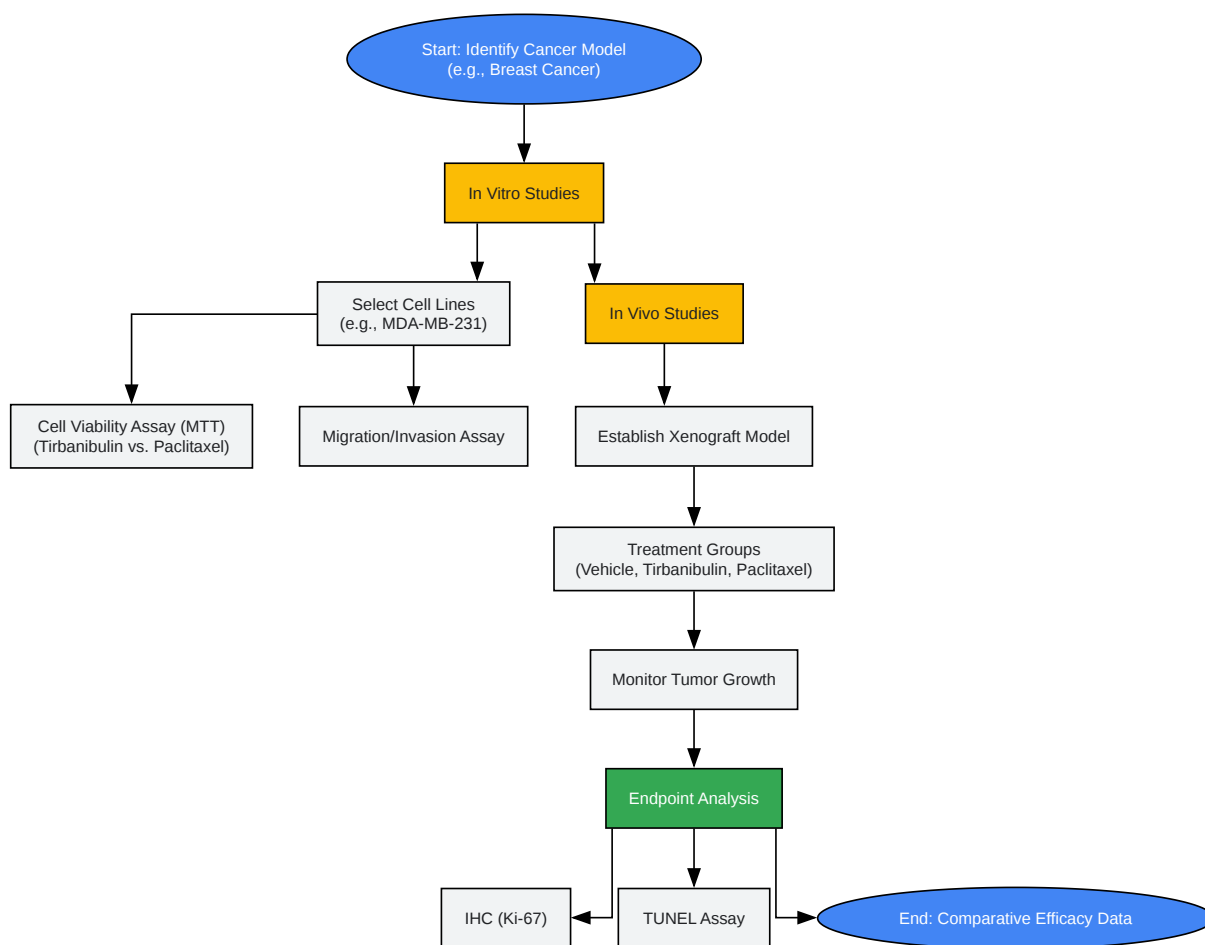 Start: Identify Cancer Model
(e.g., Breast Cancer)
In Vitro Studies
Select Cell Lines
(e.g., MDA-MB-231)
In Vivo Studies
Cell Viability Assay (MTT)
(Tirbanibulin vs. Paclitaxel)
Migration/Invasion Assay
Establish Xenograft Model
Treatment Groups
(Vehicle, Tirbanibulin, Paclitaxel)
Monitor Tumor Growth
Endpoint Analysis
IHC (Ki-67)
TUNEL Assay
End: Comparative Efficacy Data